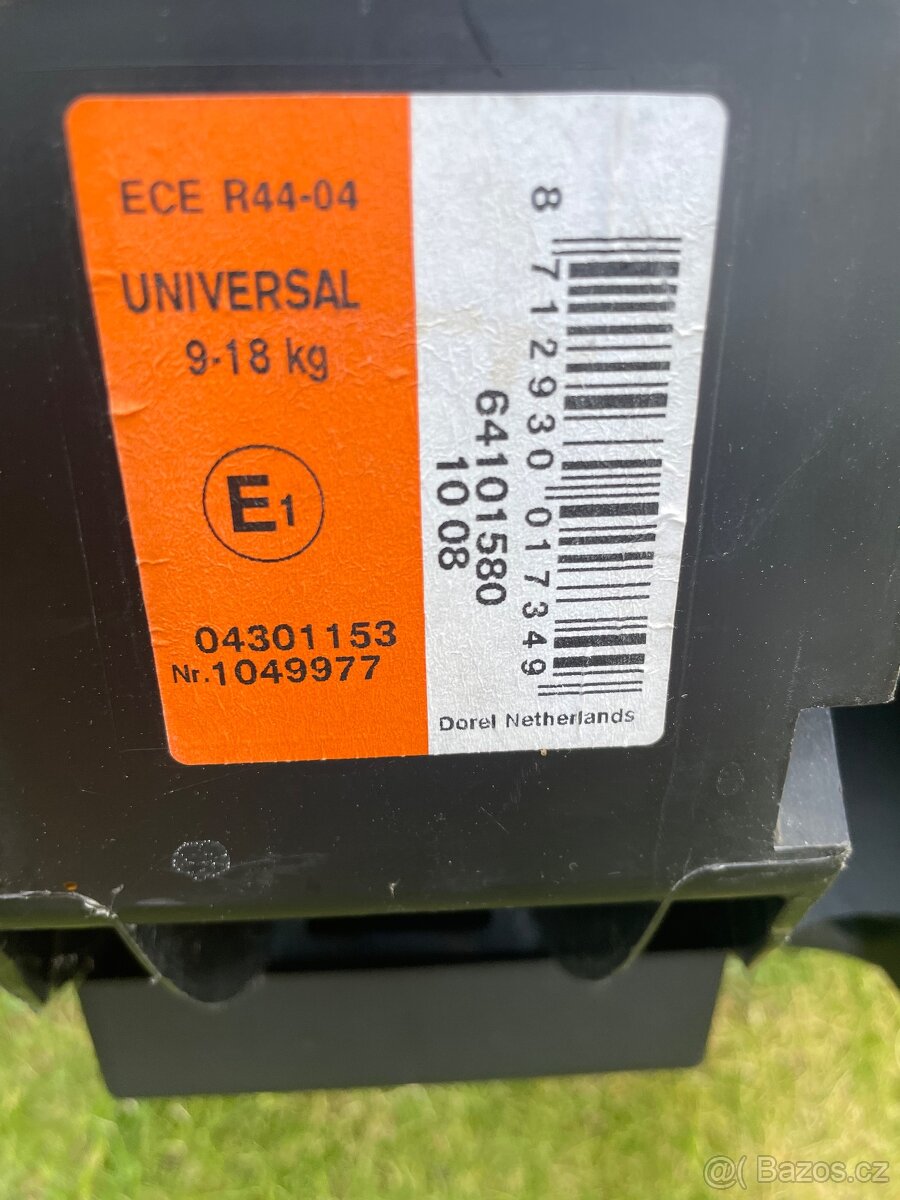 ECE R44-04
UNIVERSAL
9-18 kg
E1
04301153
Nr. 1049977
8 712930 017349
64101580
10 08
Dorel Netherlands
@( Bazos.cz